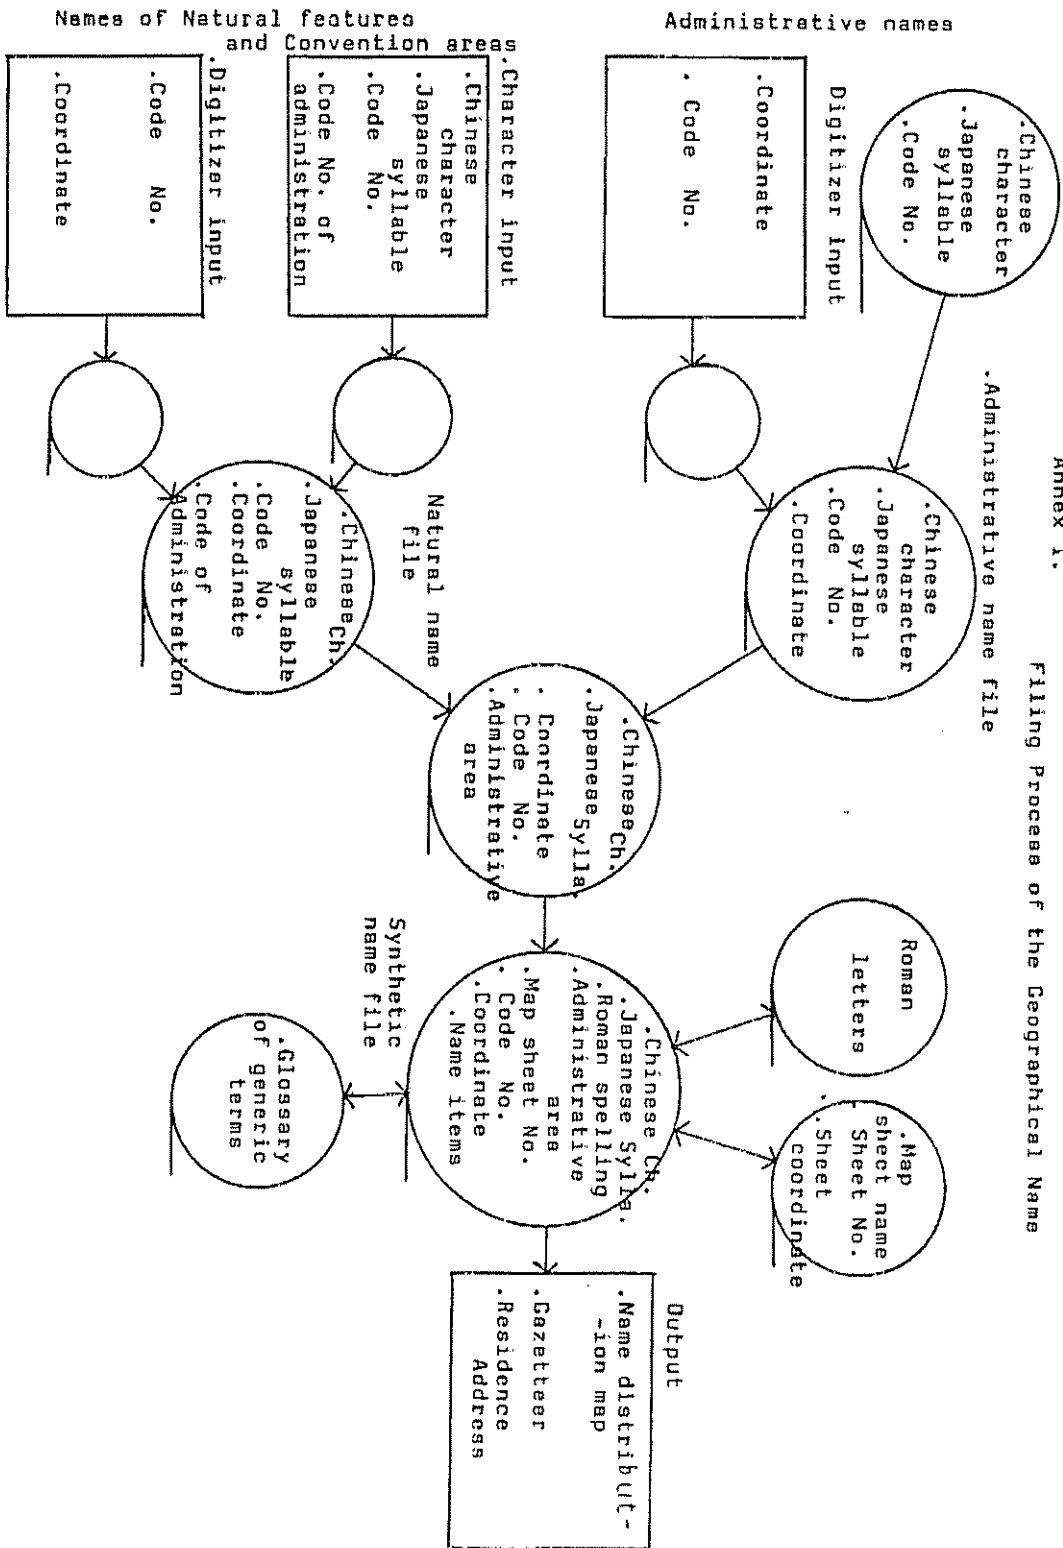 Annex 1.
Filing Process of the Geographical Name
Administrative names
.Chinese
character
.Japanese
syllable
.Code No.
Digitizer input
.Coordinate
. Code No.
.Administrative name file
.Chinese
character
.Japanese
syllable
.Code No.
.Coordinate
Names of Natural features
and Convention areas
.Character input
.Chinese
character
.Japanese
syllable
.Code No.
.Code No. of
administration
.Digitizer input
.Code No.
.Coordinate
Natural name
file
.Chinese Ch.
.Japanese
syllable
.Code No.
.Coordinate
.Code of
Administration
.Chinese Ch.
.Japanese Sylla.
. Coordinate
. Code No.
.Administrative
area
Roman
letters
.Map
sheet name
. Sheet No.
. Sheet
coordinate
.Chinese Ch.
.Japanese Sylla.
.Roman spelling
.Administrative
area
.Map sheet No.
. Code No.
.Coordinate
.Name items
Synthetic
name file
.Glossary
of generic
terms
Output
.Name distribut-
-ion map
.Gazetteer
.Residence
Address